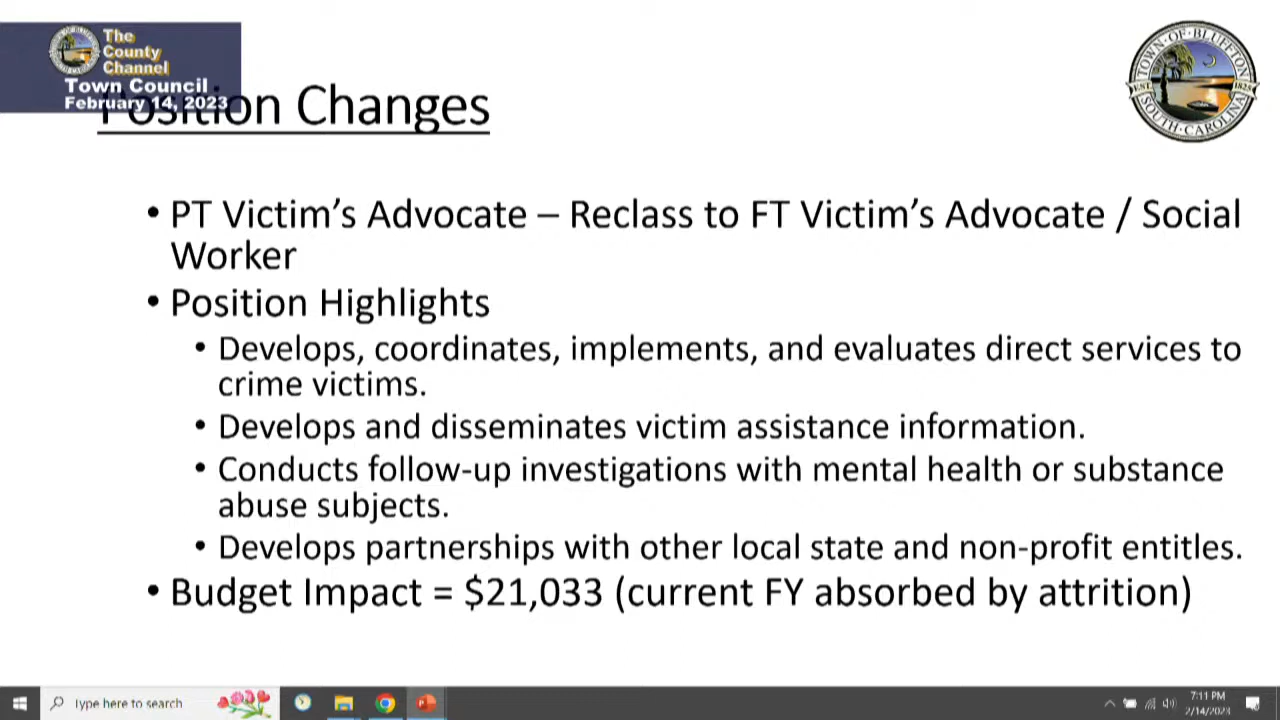 The
County
Channel
Town Council
February 14, 2023
Position Changes
TOWN OF BLUFFTON
EST. 1825
SOUTH CAROLINA
• PT Victim’s Advocate – Reclass to FT Victim’s Advocate / Social
Worker
• Position Highlights
• Develops, coordinates, implements, and evaluates direct services to
crime victims.
• Develops and disseminates victim assistance information.
• Conducts follow-up investigations with mental health or substance
abuse subjects.
• Develops partnerships with other local state and non-profit entitles.
• Budget Impact = $21,033 (current FY absorbed by attrition)
Type here to search
7:11 PM
2/14/2023